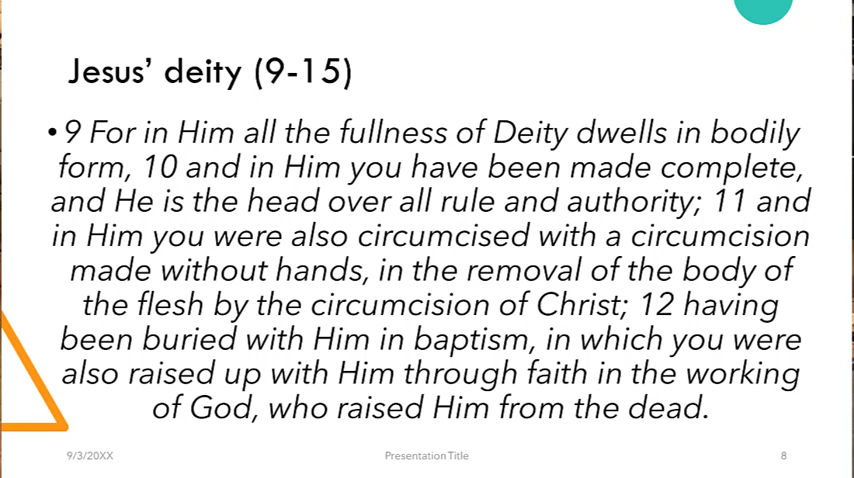 Jesus’ deity (9-15)
• 9 For in Him all the fullness of Deity dwells in bodily
form, 10 and in Him you have been made complete,
and He is the head over all rule and authority; 11 and
in Him you were also circumcised with a circumcision
made without hands, in the removal of the body of
the flesh by the circumcision of Christ; 12 having
been buried with Him in baptism, in which you were
also raised up with Him through faith in the working
of God, who raised Him from the dead.
9/3/20XX
Presentation Title
8